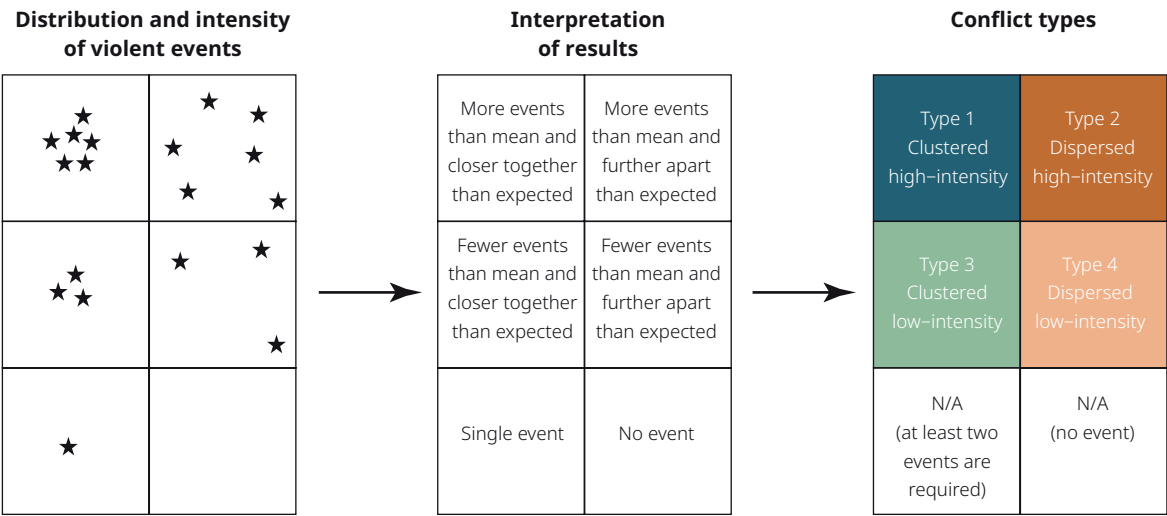 Distribution and intensity
of violent events
Interpretation
of results
Conflict types
More events
than mean and
closer together
than expected
More events
than mean and
further apart
than expected
Type 1
Clustered
high−intensity
Type 2
Dispersed
high−intensity
Fewer events
than mean and
closer together
than expected
Fewer events
than mean and
further apart
than expected
Type 3
Clustered
low−intensity
Type 4
Dispersed
low−intensity
Single event
No event
N/A
(at least two
events are
required)
N/A
(no event)